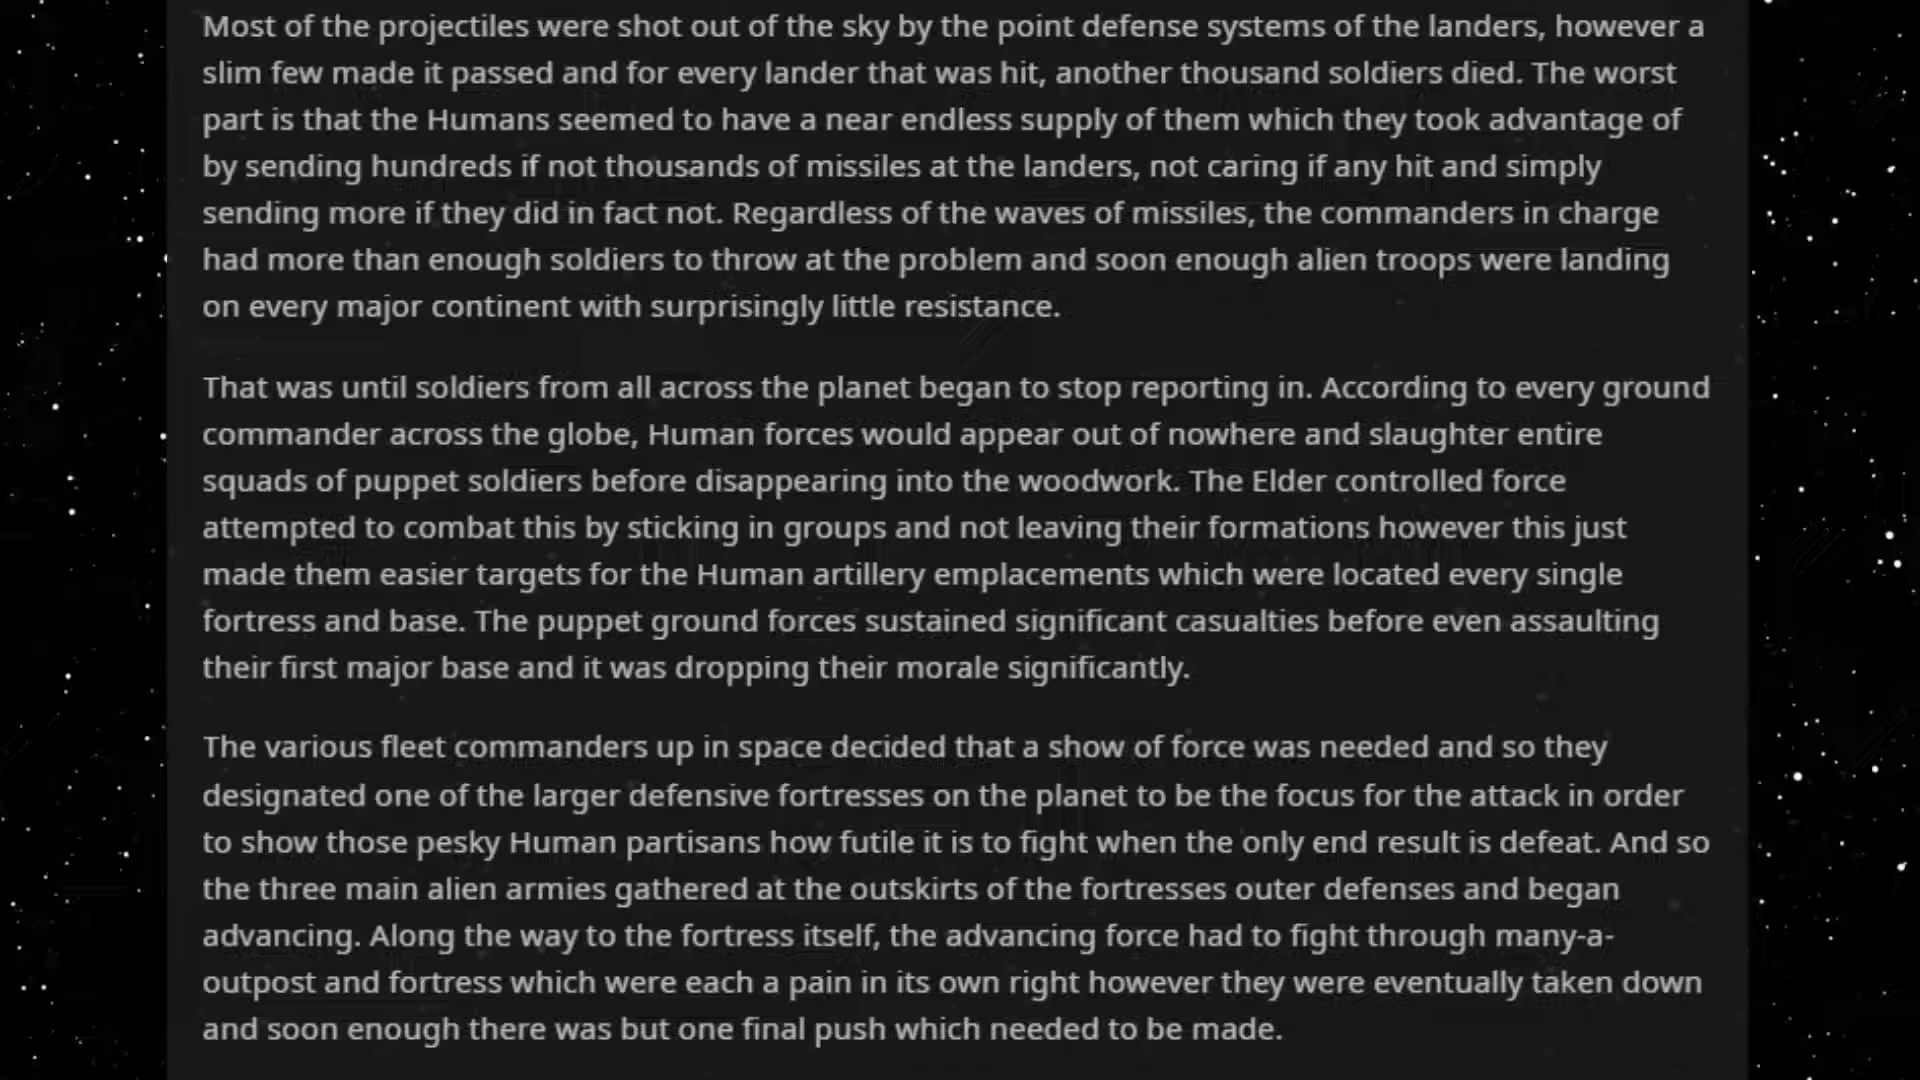 Most of the projectiles were shot out of the sky by the point defense systems of the landers, however a
slim few made it passed and for every lander that was hit, another thousand soldiers died. The worst
part is that the Humans seemed to have a near endless supply of them which they took advantage of
by sending hundreds if not thousands of missiles at the landers, not caring if any hit and simply
sending more if they did in fact not. Regardless of the waves of missiles, the commanders in charge
had more than enough soldiers to throw at the problem and soon enough alien troops were landing
on every major continent with surprisingly little resistance.
That was until soldiers from all across the planet began to stop reporting in. According to every ground
commander across the globe, Human forces would appear out of nowhere and slaughter entire
squads of puppet soldiers before disappearing into the woodwork. The Elder controlled force
attempted to combat this by sticking in groups and not leaving their formations however this just
made them easier targets for the Human artillery emplacements which were located every single
fortress and base. The puppet ground forces sustained significant casualties before even assaulting
their first major base and it was dropping their morale significantly.
The various fleet commanders up in space decided that a show of force was needed and so they
designated one of the larger defensive fortresses on the planet to be the focus for the attack in order
to show those pesky Human partisans how futile it is to fight when the only end result is defeat. And so
the three main alien armies gathered at the outskirts of the fortresses outer defenses and began
advancing. Along the way to the fortress itself, the advancing force had to fight through many-a-
outpost and fortress which were each a pain in its own right however they were eventually taken down
and soon enough there was but one final push which needed to be made.